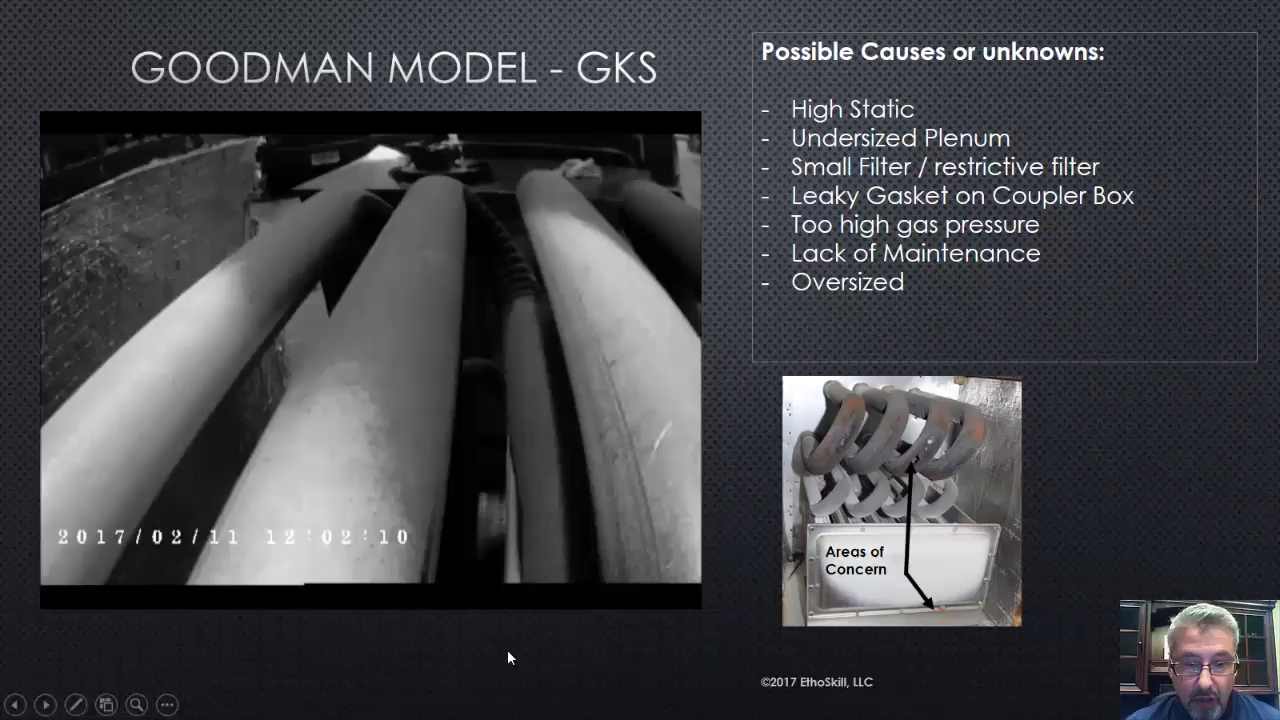 GOODMAN MODEL - GKS
Possible Causes or unknowns:
- High Static
- Undersized Plenum
- Small Filter / restrictive filter
- Leaky Gasket on Coupler Box
- Too high gas pressure
- Lack of Maintenance
- Oversized
2017/02/11 12:02:10
Areas of
Concern
©2017 EthoSkill, LLC